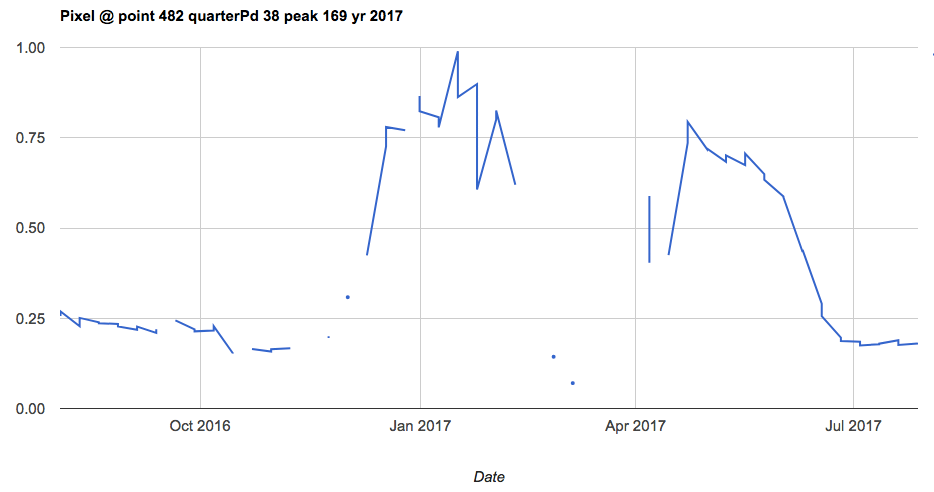 Pixel @ point 482 quarterPd 38 peak 169 yr 2017
1.00
0.75
0.50
0.25
0.00
Oct 2016 Jan 2017 Apr 2017 Jul 2017
Date